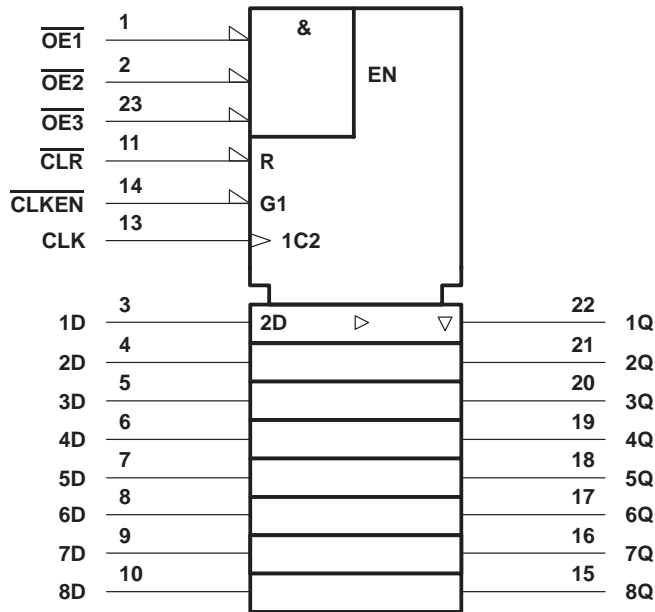 1
OE1
&
2
OE2
EN
23
OE3
11
CLR
R
14
CLKEN
G1
13
CLK
1C2
3
1D
2D
22
1Q
4
2D
21
2Q
5
3D
20
3Q
6
4D
19
4Q
7
5D
18
5Q
8
6D
17
6Q
9
7D
16
7Q
10
8D
15
8Q